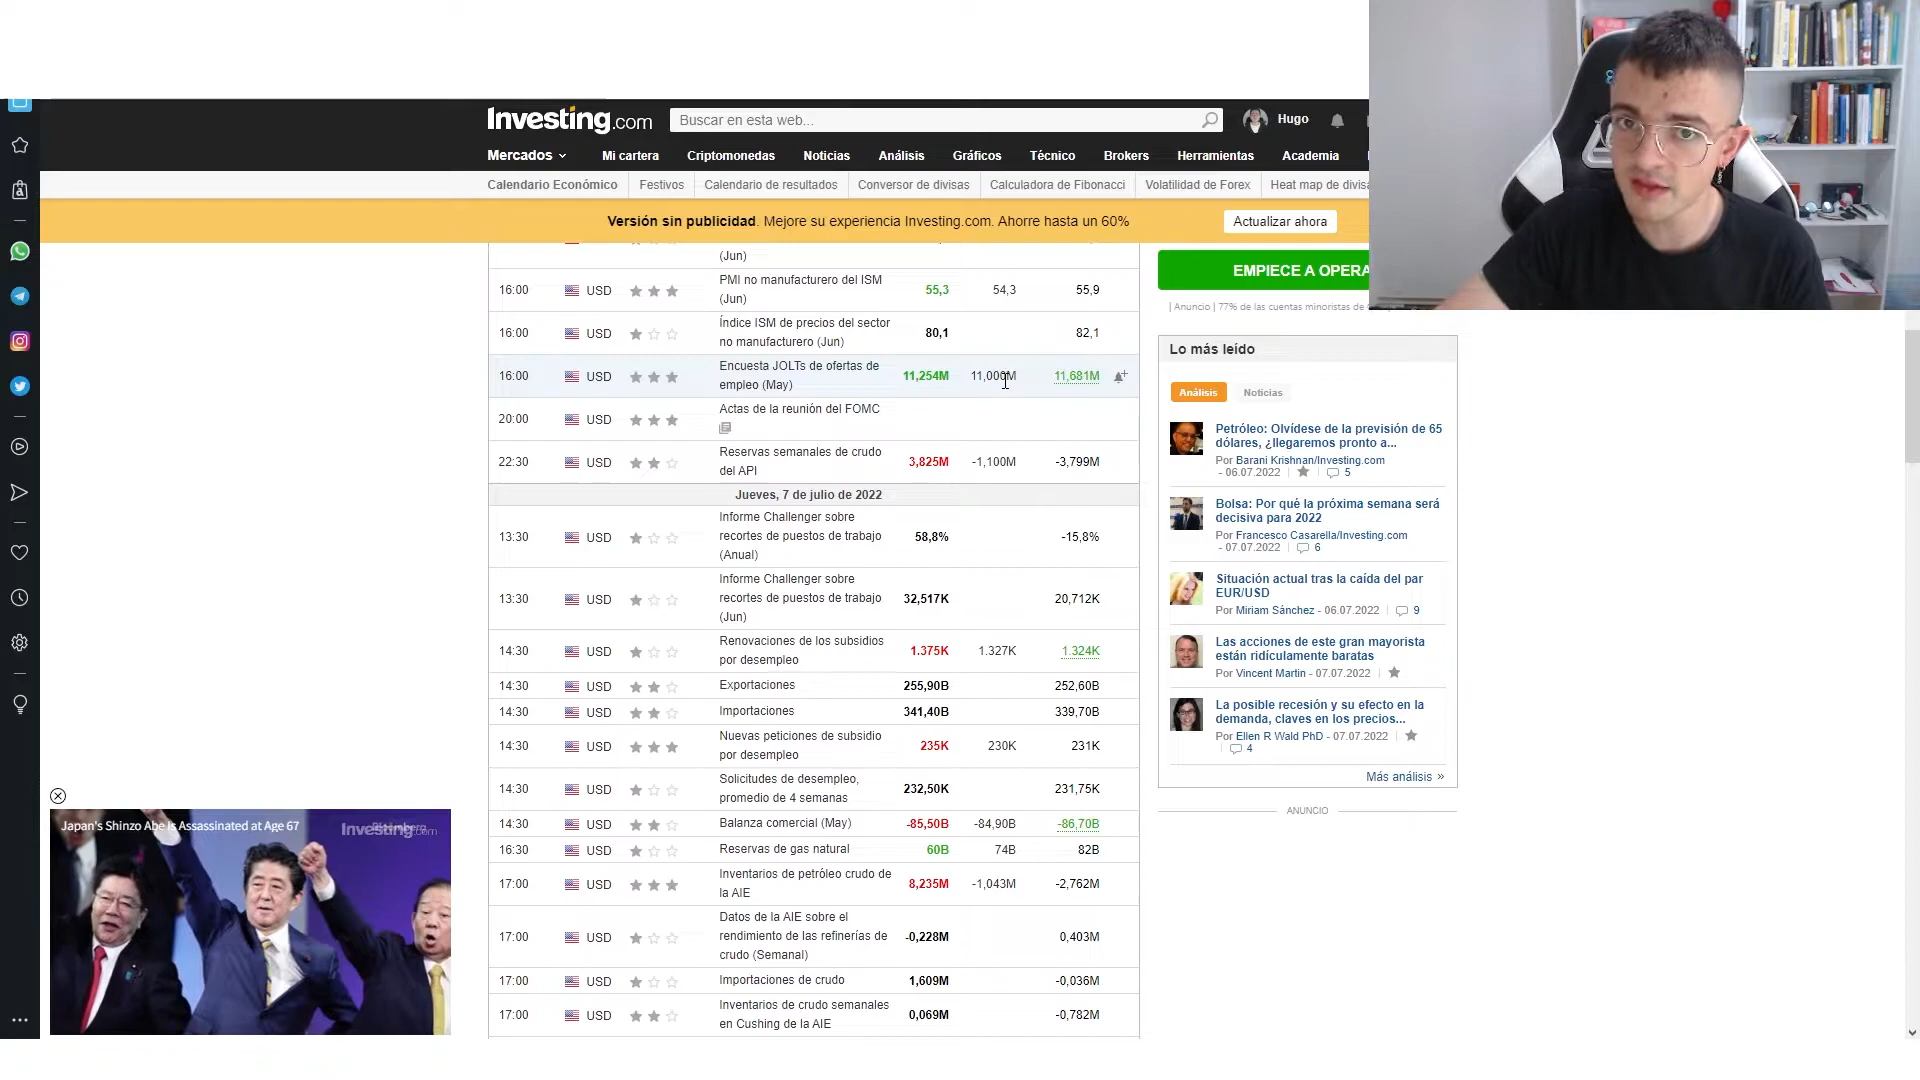 Investing.com
Buscar en esta web...
Hugo
Mercados
Mi cartera
Criptomonedas
Noticias
Análisis
Gráficos
Técnico
Brokers
Herramientas
Academia
Calendario Económico
Festivos
Calendario de resultados
Conversor de divisas
Calculadora de Fibonacci
Volatilidad de Forex
Heat map de divisa
Versión sin publicidad. Mejore su experiencia Investing.com. Ahorre hasta un 60%
Actualizar ahora
(Jun)
16:00 USD PMI no manufacturero del ISM 55,3 54,3 55,9
(Jun)
16:00 USD Índice ISM de precios del sector 80,1 82,1
no manufacturero (Jun)
16:00 USD Encuesta JOLTs de ofertas de 11,254M 11,000M 11,681M
empleo (May)
20:00 USD Actas de la reunión del FOMC
22:30 USD Reservas semanales de crudo 3,825M -1,100M -3,799M
del API
Jueves, 7 de julio de 2022
13:30 USD Informe Challenger sobre
recortes de puestos de trabajo 58,8% -15,8%
(Anual)
13:30 USD Informe Challenger sobre
recortes de puestos de trabajo 32,517K 20,712K
(Jun)
14:30 USD Renovaciones de los subsidios 1.375K 1.327K 1.324K
por desempleo
14:30 USD Exportaciones 255,90B 252,60B
14:30 USD Importaciones 341,40B 339,70B
14:30 USD Nuevas peticiones de subsidio 235K 230K 231K
por desempleo
14:30 USD Solicitudes de desempleo, 232,50K 231,75K
promedio de 4 semanas
14:30 USD Balanza comercial (May) -85,50B -84,90B -86,70B
16:30 USD Reservas de gas natural 60B 74B 82B
17:00 USD Inventarios de petróleo crudo de 8,235M -1,043M -2,762M
la AIE
17:00 USD Datos de la AIE sobre el
rendimiento de las refinerías de -0,228M 0,403M
crudo (Semanal)
17:00 USD Importaciones de crudo 1,609M -0,036M
17:00 USD Inventarios de crudo semanales 0,069M -0,782M
en Cushing de la AIE
EMPIECE A OPERA
| Anuncio | 77% de las cuentas minoristas de
Lo más leído
Análisis
Noticias
Petróleo: Olvídese de la previsión de 65
dólares, ¿llegaremos pronto a...
Por Barani Krishnan/Investing.com
- 06.07.2022 | 5
Bolsa: Por qué la próxima semana será
decisiva para 2022
Por Francesco Casarella/Investing.com
- 07.07.2022 | 6
Situación actual tras la caída del par
EUR/USD
Por Miriam Sánchez - 06.07.2022 | 9
Las acciones de este gran mayorista
están ridículamente baratas
Por Vincent Martin - 07.07.2022 |
La posible recesión y su efecto en la
demanda, claves en los precios...
Por Ellen R Wald PhD - 07.07.2022 |
| 4
Más análisis »
ANUNCIO
Japan's Shinzo Abe Is Assassinated at Age 67
Investing.com